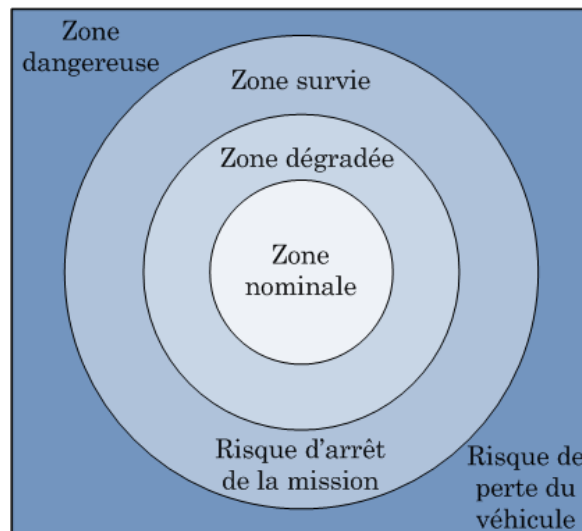 Zone
dangereuse
Zone survie
Zone dégradée
Zone
nominale
Risque d'arrêt
de la mission
Risque de
perte du
véhicule